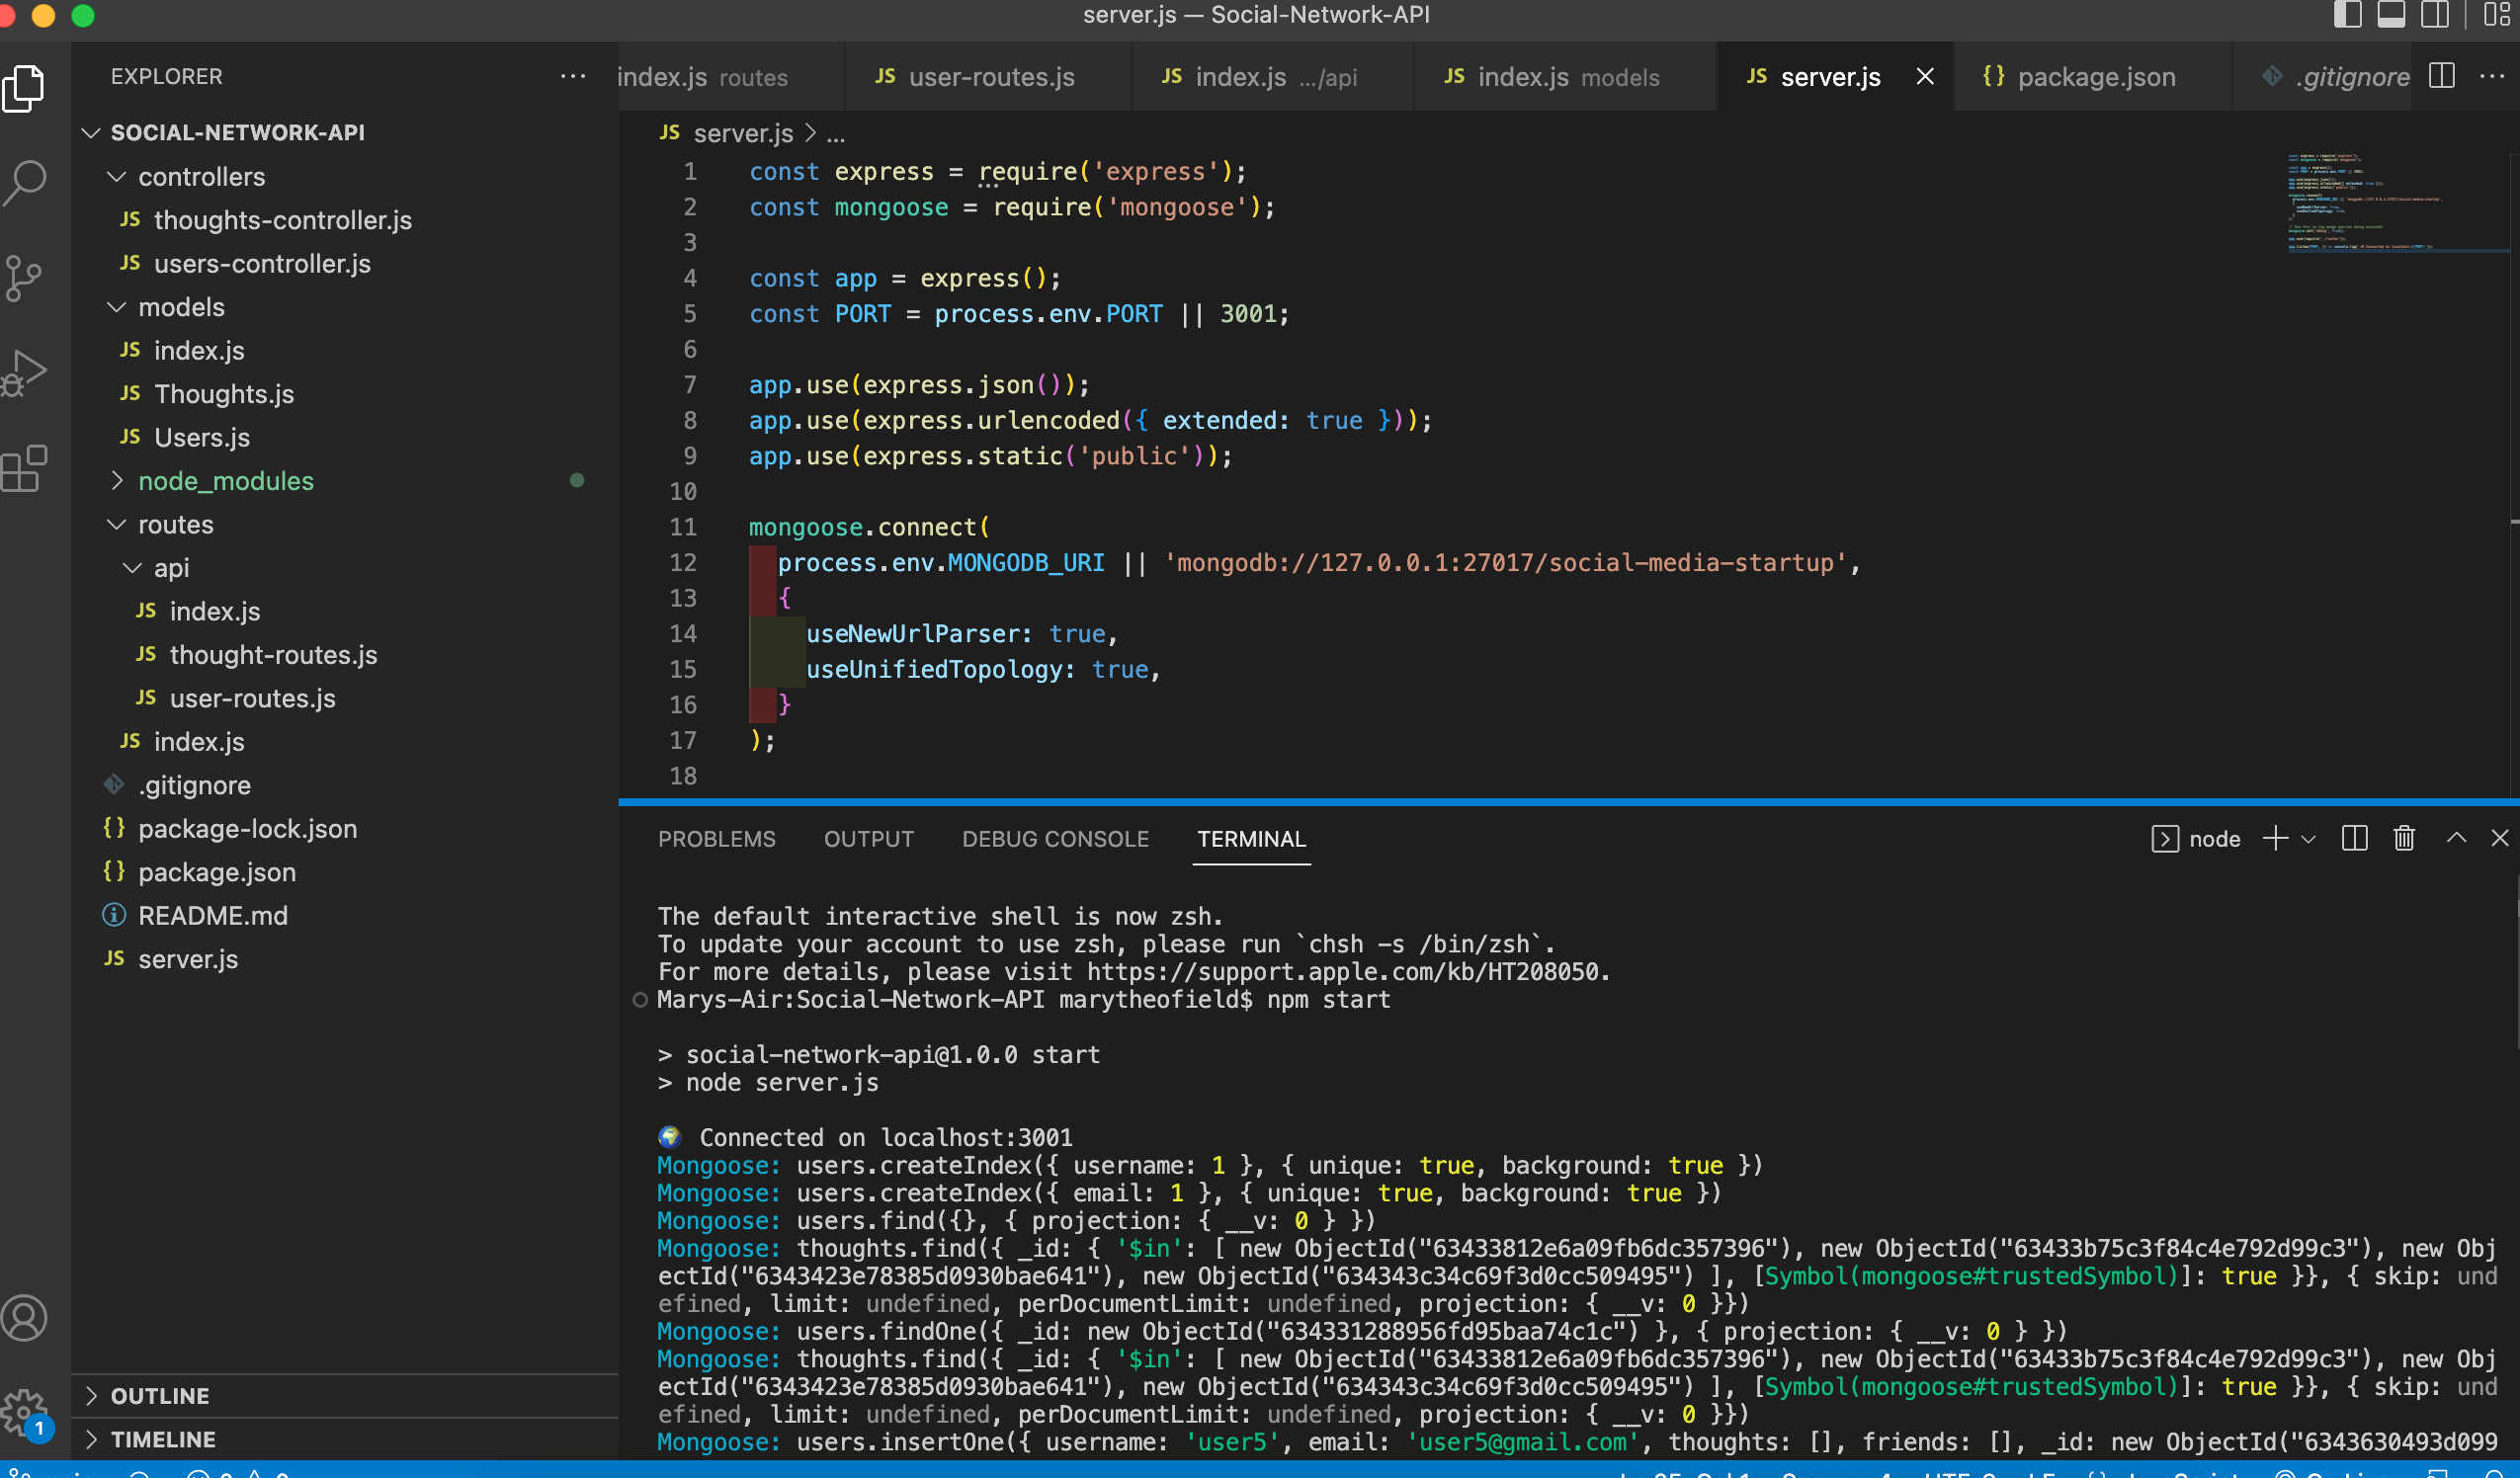 server.js — Social-Network-API
EXPLORER
SOCIAL-NETWORK-API
controllers
JS thoughts-controller.js
JS users-controller.js
models
JS index.js
JS Thoughts.js
JS Users.js
node_modules
routes
api
JS index.js
JS thought-routes.js
JS user-routes.js
JS index.js
.gitignore
{} package-lock.json
{} package.json
README.md
JS server.js
OUTLINE
TIMELINE
1
index.js routes
JS user-routes.js
JS index.js .../api
JS index.js models
JS server.js
{} package.json
.gitignore
JS server.js > ...
1 const express = require('express');
2 const mongoose = require('mongoose');
3
4 const app = express();
5 const PORT = process.env.PORT || 3001;
6
7 app.use(express.json());
8 app.use(express.urlencoded({ extended: true }));
9 app.use(express.static('public'));
10
11 mongoose.connect(
12 process.env.MONGODB_URI || 'mongodb://127.0.0.1:27017/social-media-startup',
13 {
14 useNewUrlParser: true,
15 useUnifiedTopology: true,
16 }
17 );
18
PROBLEMS OUTPUT DEBUG CONSOLE TERMINAL
node
The default interactive shell is now zsh.
To update your account to use zsh, please run `chsh -s /bin/zsh`.
For more details, please visit https://support.apple.com/kb/HT208050.
Marys-Air:Social-Network-API marytheofield$ npm start
> social-network-api@1.0.0 start
> node server.js
🌍 Connected on localhost:3001
Mongoose: users.createIndex({ username: 1 }, { unique: true, background: true })
Mongoose: users.createIndex({ email: 1 }, { unique: true, background: true })
Mongoose: users.find({}, { projection: { __v: 0 } })
Mongoose: thoughts.find({ _id: { '$in': [ new ObjectId("63433812e6a09fb6dc357396"), new ObjectId("63433b75c3f84c4e792d99c3"), new Obj
ectId("6343423e78385d0930bae641"), new ObjectId("634343c34c69f3d0cc509495") ], [Symbol(mongoose#trustedSymbol)]: true }}, { skip: und
efined, limit: undefined, perDocumentLimit: undefined, projection: { __v: 0 }})
Mongoose: users.findOne({ _id: new ObjectId("634331288956fd95baa74c1c") }, { projection: { __v: 0 } })
Mongoose: thoughts.find({ _id: { '$in': [ new ObjectId("63433812e6a09fb6dc357396"), new ObjectId("63433b75c3f84c4e792d99c3"), new Obj
ectId("6343423e78385d0930bae641"), new ObjectId("634343c34c69f3d0cc509495") ], [Symbol(mongoose#trustedSymbol)]: true }}, { skip: und
efined, limit: undefined, perDocumentLimit: undefined, projection: { __v: 0 }})
Mongoose: users.insertOne({ username: 'user5', email: 'user5@gmail.com', thoughts: [], friends: [], _id: new ObjectId("6343630493d099